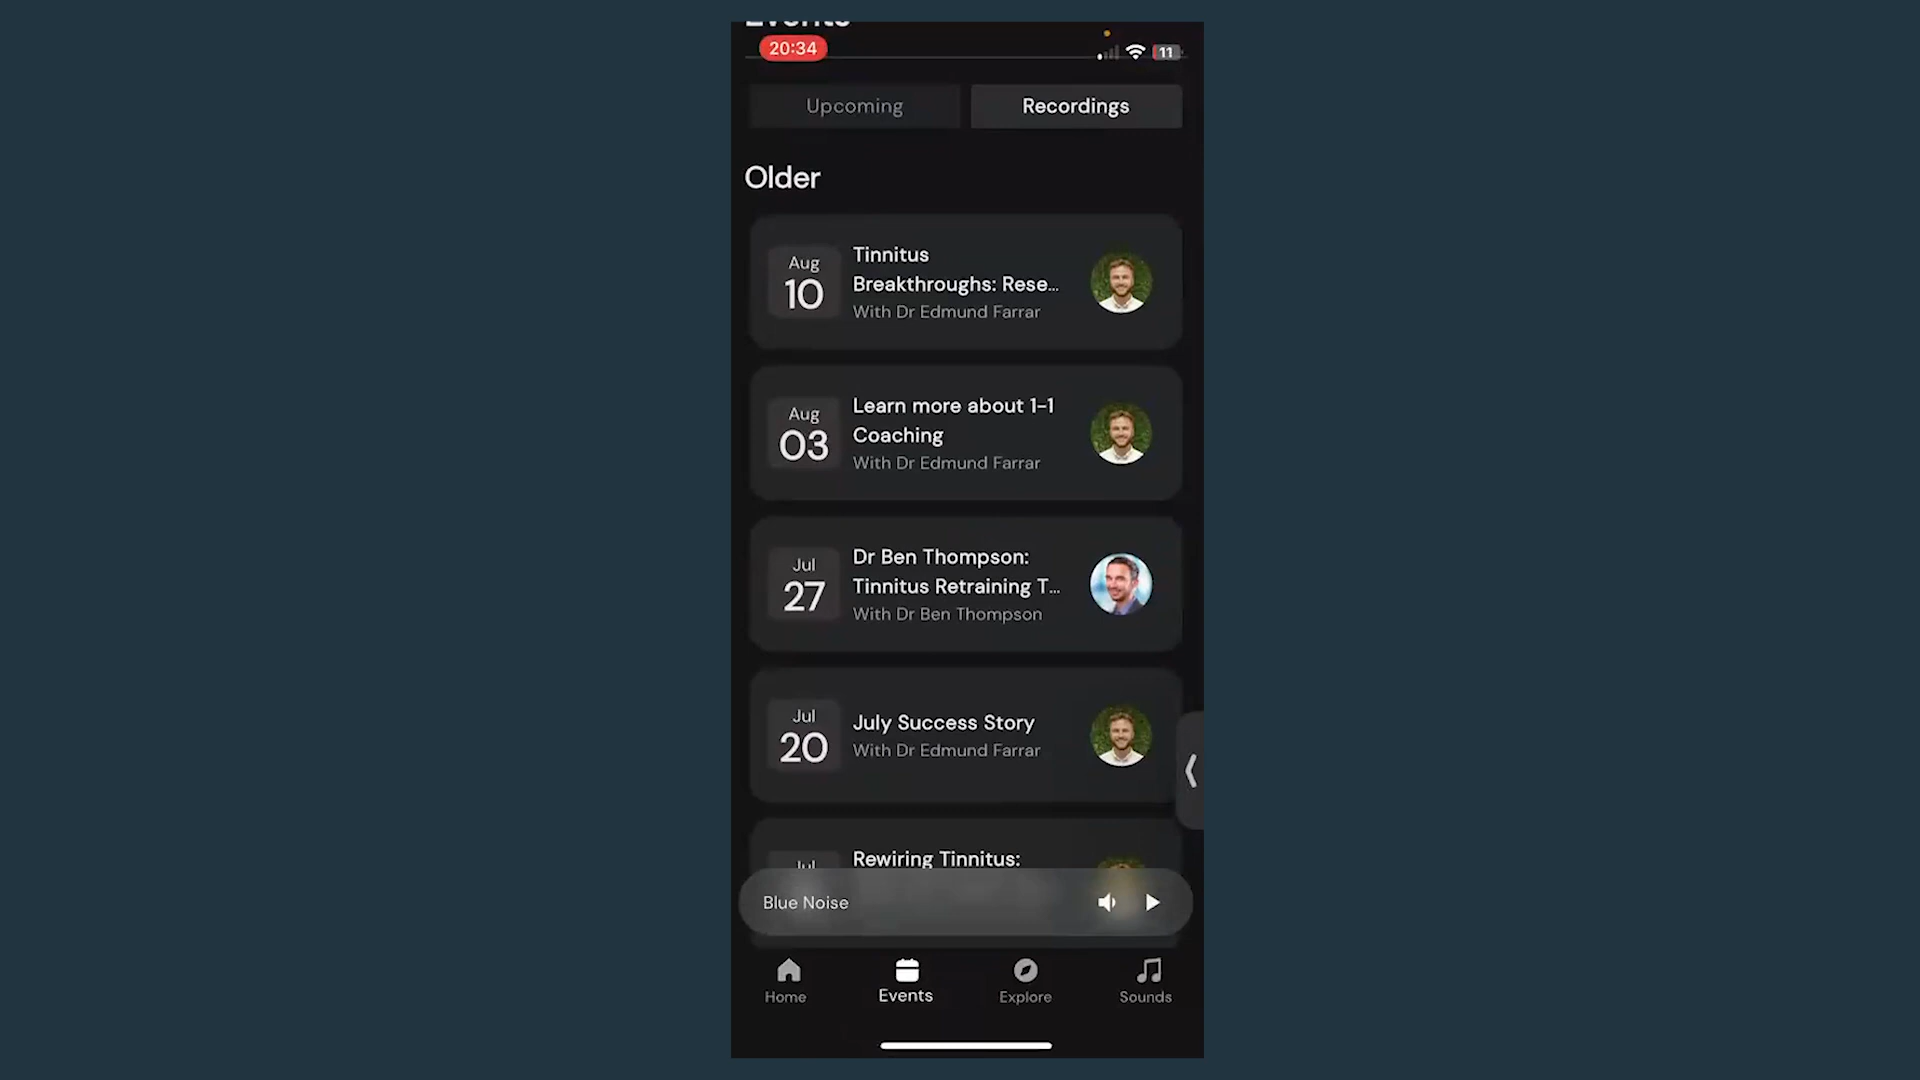 Events
20:34
11
Upcoming
Recordings
Older
Aug
10
Tinnitus
Breakthroughs: Rese...
With Dr Edmund Farrar
Aug
03
Learn more about 1-1
Coaching
With Dr Edmund Farrar
Jul
27
Dr Ben Thompson:
Tinnitus Retraining T...
With Dr Ben Thompson
Jul
20
July Success Story
With Dr Edmund Farrar
Jul
Rewiring Tinnitus:
Blue Noise
Home
Events
Explore
Sounds